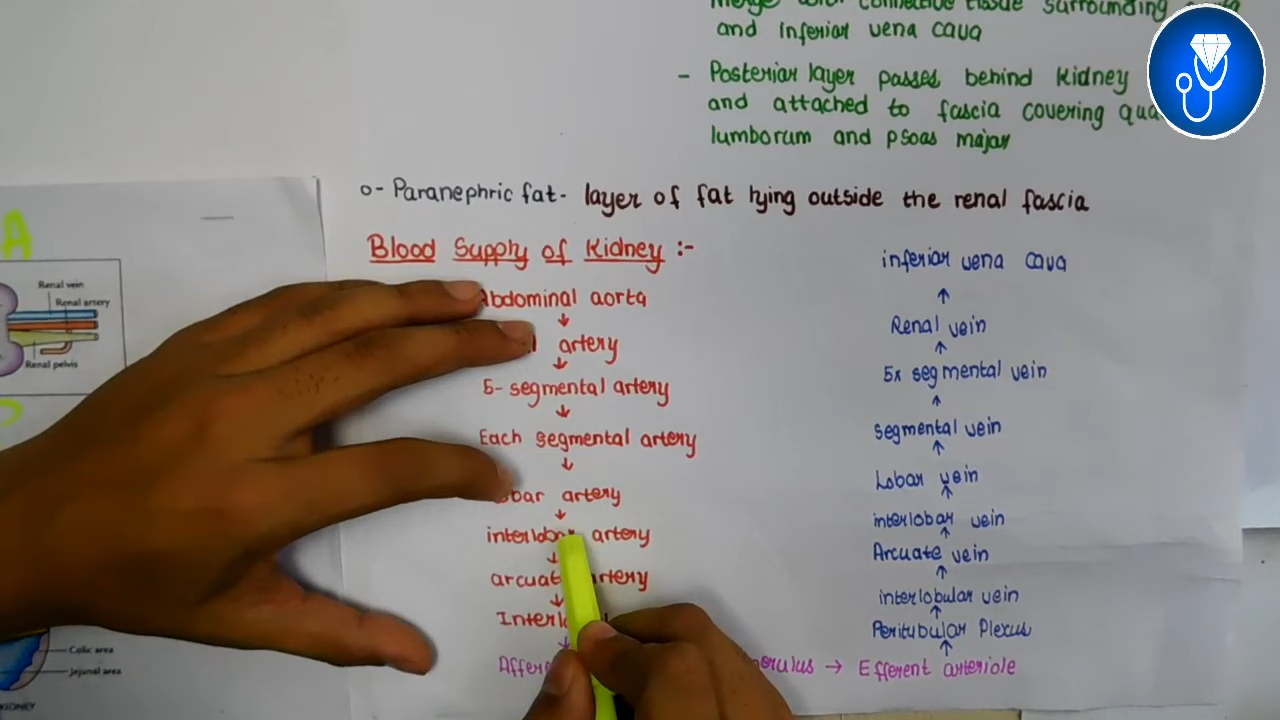 and inferior vena cava
- Posterior layer passes behind kidney
and attached to fascia covering
lumborum and psoas major
o- Paranephric fat- layer of fat lying outside the renal fascia
Blood Supply of Kidney :-
Abdominal aorta
↓
artery
↓
5- segmental artery
↓
Each segmental artery
↓
artery
↓
interlobar artery
↓
arcuate artery
↓
↓
→ Efferent arteriole
inferior vena cava
↑
Renal vein
↑
5x segmental vein
↑
segmental vein
↑
Lobar vein
↑
interlobar vein
↑
Arcuate vein
↑
interlobular vein
↑
Peritubular Plexus
↑
A
Renal vein
Renal artery
Renal pelvis
Colic area
Jejunal area